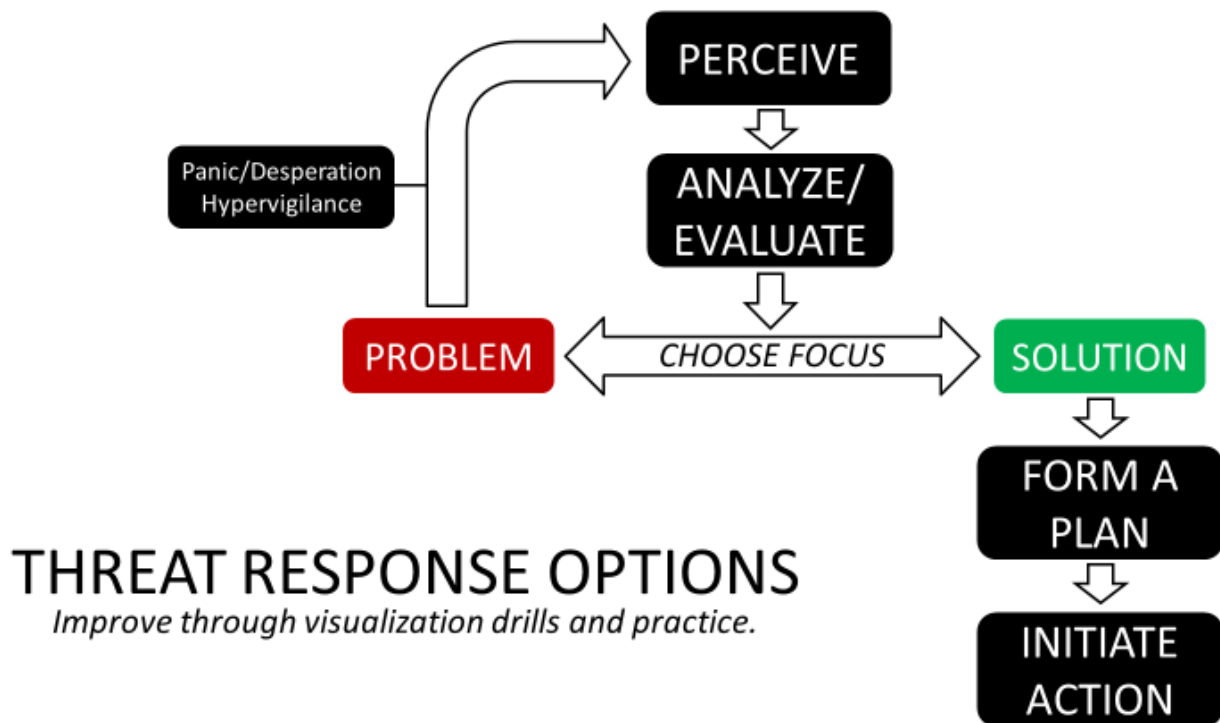 PERCEIVE
Panic/Desperation
Hypervigilance
ANALYZE/
EVALUATE
PROBLEM
CHOOSE FOCUS
SOLUTION
FORM A
PLAN
THREAT RESPONSE OPTIONS
Improve through visualization drills and practice.
INITIATE
ACTION